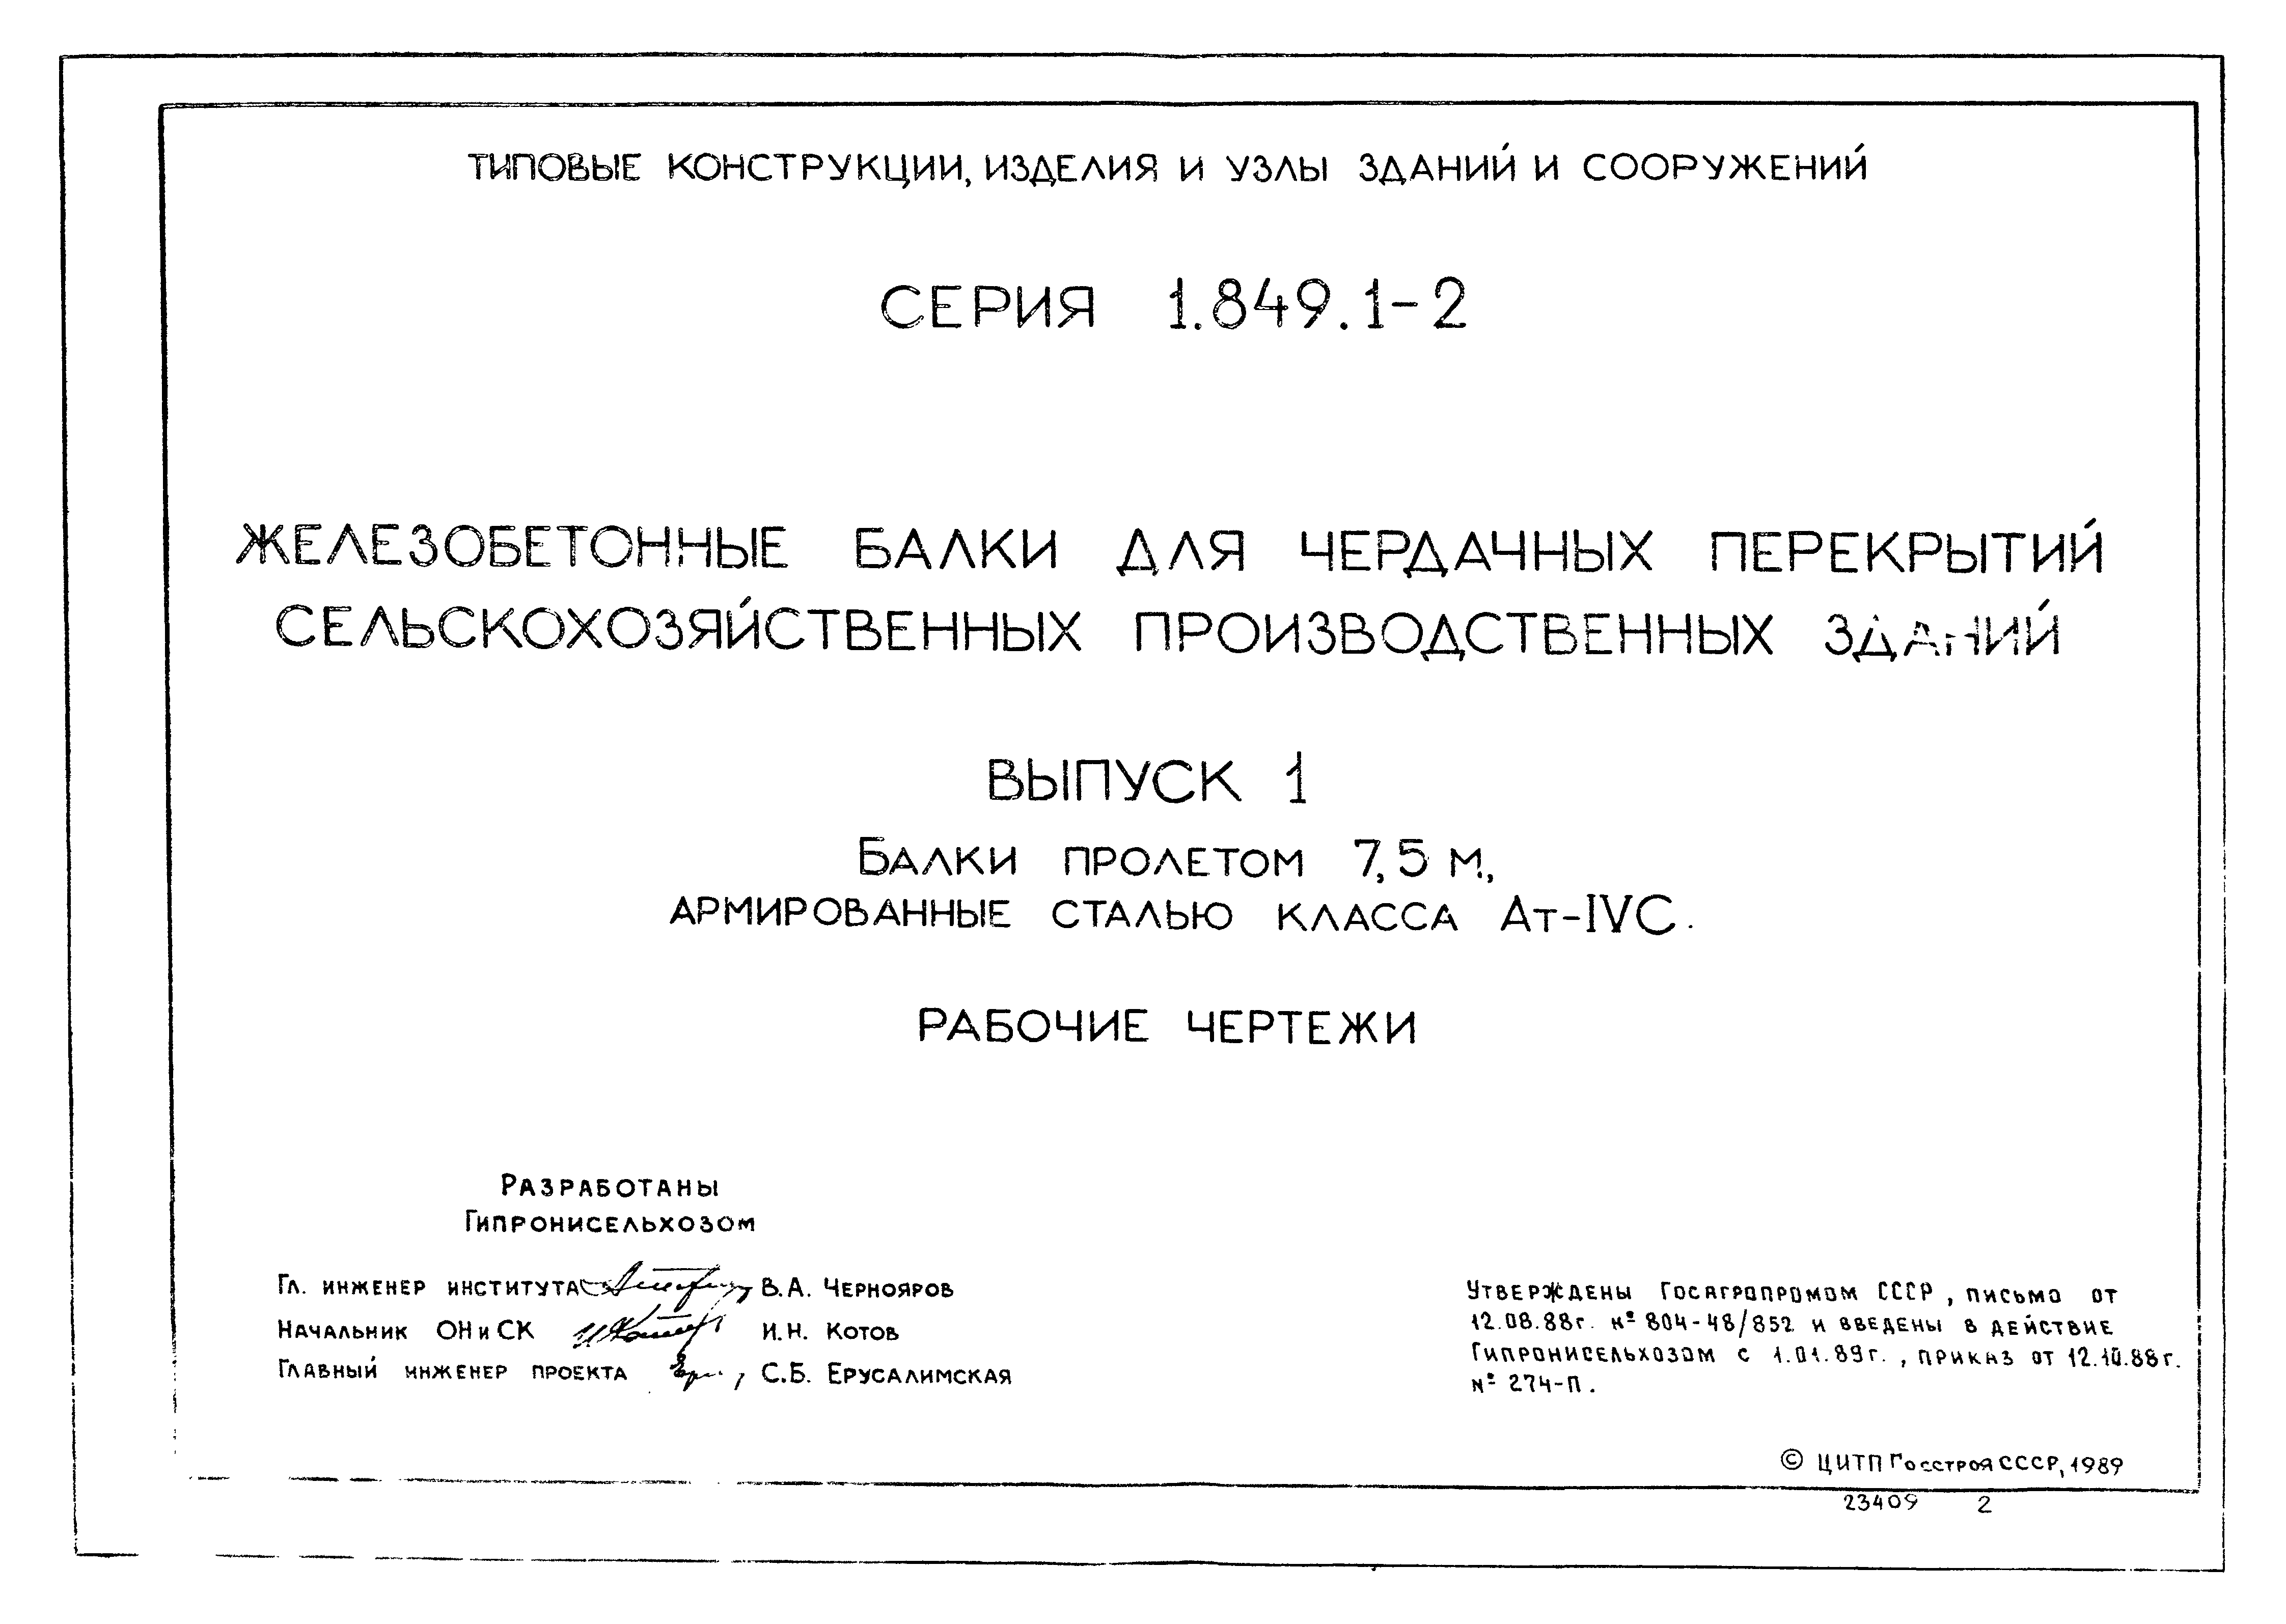 ТИПОВЫЕ КОНСТРУКЦИИ, ИЗДЕЛИЯ И УЗЛЫ ЗДАНИЙ И СООРУЖЕНИЙ
СЕРИЯ 1.849.1-2
ЖЕЛЕЗОБЕТОННЫЕ БАЛКИ ДЛЯ ЧЕРДАЧНЫХ ПЕРЕКРЫТИЙ
СЕЛЬСКОХОЗЯЙСТВЕННЫХ ПРОИЗВОДСТВЕННЫХ ЗДАНИЙ
ВЫПУСК 1
БАЛКИ ПРОЛЕТОМ 7,5 М,
АРМИРОВАННЫЕ СТАЛЬЮ КЛАССА Ат-IVС.
РАБОЧИЕ ЧЕРТЕЖИ
РАЗРАБОТАНЫ
ГИПРОНИСЕЛЬХОЗОМ
ГЛ. ИНЖЕНЕР ИНСТИТУТА В.А. ЧЕРНОЯРОВ
НАЧАЛЬНИК ОН и СК И.Н. КОТОВ
ГЛАВНЫЙ ИНЖЕНЕР ПРОЕКТА С.Б. ЕРУСАЛИМСКАЯ
УТВЕРЖДЕНЫ ГОСАГРОПРОМОМ СССР, ПИСЬМО ОТ
12.08.88г. № 804-48/852 И ВВЕДЕНЫ В ДЕЙСТВИЕ
ГИПРОНИСЕЛЬХОЗОМ С 1.01.89г., ПРИКАЗ ОТ 12.10.88г.
№ 274-П.
© ЦИТП Госстроя СССР, 1989
23409 2